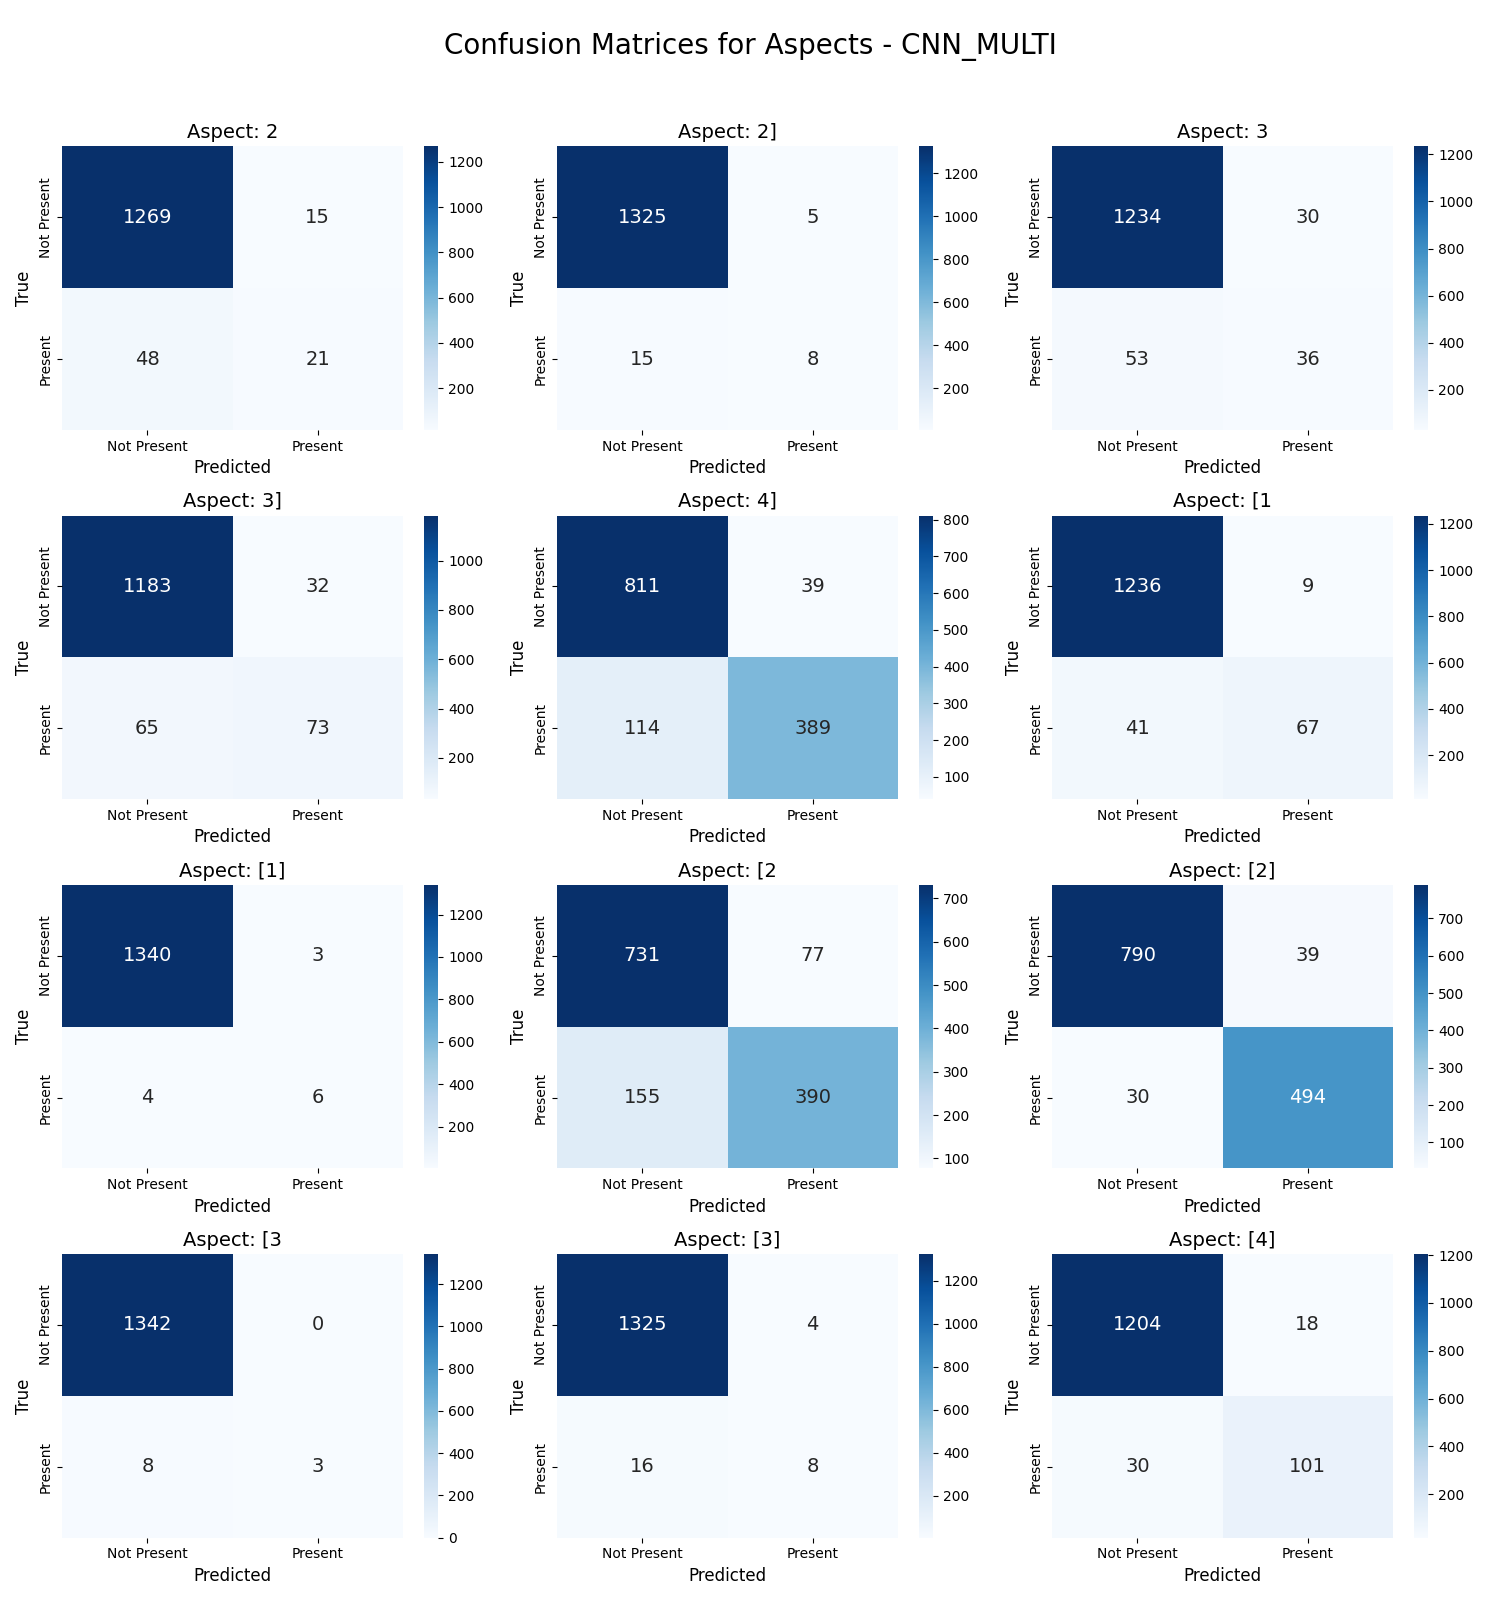 Confusion Matrices for Aspects - CNN_MULTI
Aspect: 2
Not Present
Present
True
1269 15
48 21
Not Present Present
Predicted
1200
1000
800
600
400
200
Aspect: 2]
Not Present
Present
True
1325 5
15 8
Not Present Present
Predicted
1200
1000
800
600
400
200
Aspect: 3
Not Present
Present
True
1234 30
53 36
Not Present Present
Predicted
1200
1000
800
600
400
200
Aspect: 3]
Not Present
Present
True
1183 32
65 73
Not Present Present
Predicted
1000
800
600
400
200
Aspect: 4]
Not Present
Present
True
811 39
114 389
Not Present Present
Predicted
800
700
600
500
400
300
200
100
Aspect: [1
Not Present
Present
True
1236 9
41 67
Not Present Present
Predicted
1200
1000
800
600
400
200
Aspect: [1]
Not Present
Present
True
1340 3
4 6
Not Present Present
Predicted
1200
1000
800
600
400
200
Aspect: [2
Not Present
Present
True
731 77
155 390
Not Present Present
Predicted
700
600
500
400
300
200
100
Aspect: [2]
Not Present
Present
True
790 39
30 494
Not Present Present
Predicted
700
600
500
400
300
200
100
Aspect: [3
Not Present
Present
True
1342 0
8 3
Not Present Present
Predicted
1200
1000
800
600
400
200
0
Aspect: [3]
Not Present
Present
True
1325 4
16 8
Not Present Present
Predicted
1200
1000
800
600
400
200
Aspect: [4]
Not Present
Present
True
1204 18
30 101
Not Present Present
Predicted
1200
1000
800
600
400
200